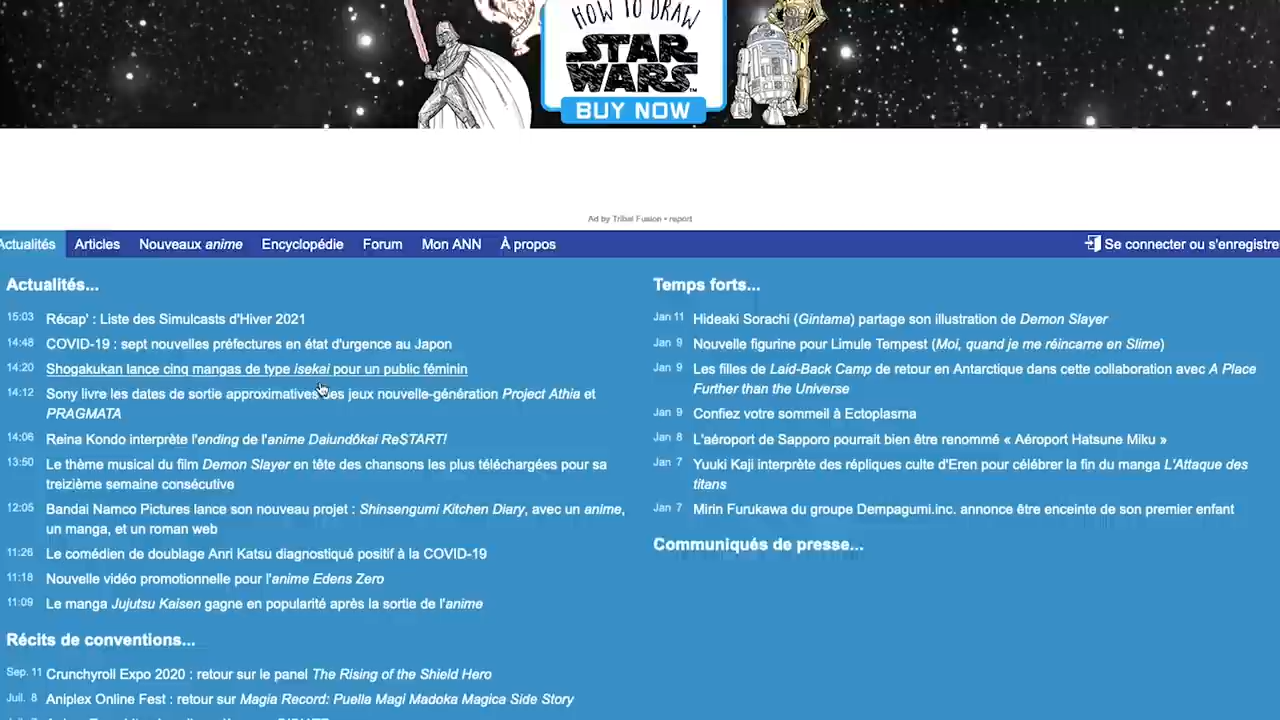 HOW TO DRAW
STAR
WARS
BUY NOW
Ad by Tribal Fusion • report
Actualités Articles Nouveaux anime Encyclopédie Forum Mon ANN À propos Se connecter ou s'enregistre
Actualités...
15:03 Récap' : Liste des Simulcasts d'Hiver 2021
14:48 COVID-19 : sept nouvelles préfectures en état d'urgence au Japon
14:20 Shogakukan lance cinq mangas de type isekai pour un public féminin
14:12 Sony livre les dates de sortie approximatives des jeux nouvelle-génération Project Athia et
PRAGMATA
14:06 Reina Kondo interprète l'ending de l'anime Daiundôkai ReSTART!
13:50 Le thème musical du film Demon Slayer en tête des chansons les plus téléchargées pour sa
treizième semaine consécutive
12:05 Bandai Namco Pictures lance son nouveau projet : Shinsengumi Kitchen Diary, avec un anime,
un manga, et un roman web
11:26 Le comédien de doublage Anri Katsu diagnostiqué positif à la COVID-19
11:18 Nouvelle vidéo promotionnelle pour l'anime Edens Zero
11:09 Le manga Jujutsu Kaisen gagne en popularité après la sortie de l'anime
Récits de conventions...
Sep. 11 Crunchyroll Expo 2020 : retour sur le panel The Rising of the Shield Hero
Juil. 8 Aniplex Online Fest : retour sur Magia Record: Puella Magi Madoka Magica Side Story
Temps forts...
Jan 11 Hideaki Sorachi (Gintama) partage son illustration de Demon Slayer
Jan 9 Nouvelle figurine pour Limule Tempest (Moi, quand je me réincarne en Slime)
Jan 9 Les filles de Laid-Back Camp de retour en Antarctique dans cette collaboration avec A Place
Further than the Universe
Jan 9 Confiez votre sommeil à Ectoplasma
Jan 8 L'aéroport de Sapporo pourrait bien être renommé « Aéroport Hatsune Miku »
Jan 7 Yuuki Kaji interprète des répliques culte d'Eren pour célébrer la fin du manga L'Attaque des
titans
Jan 7 Mirin Furukawa du groupe Dempagumi.inc. annonce être enceinte de son premier enfant
Communiqués de presse...